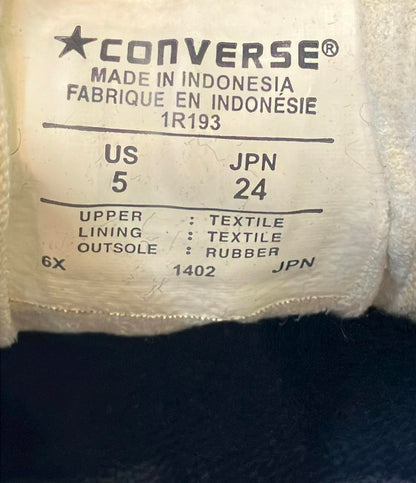 ★CONVERSE®
MADE IN INDONESIA
FABRIQUE EN INDONÉSIE
1R193
US JPN
5 24
UPPER : TEXTILE
LINING : TEXTILE
OUTSOLE : RUBBER
6X 1402 JPN